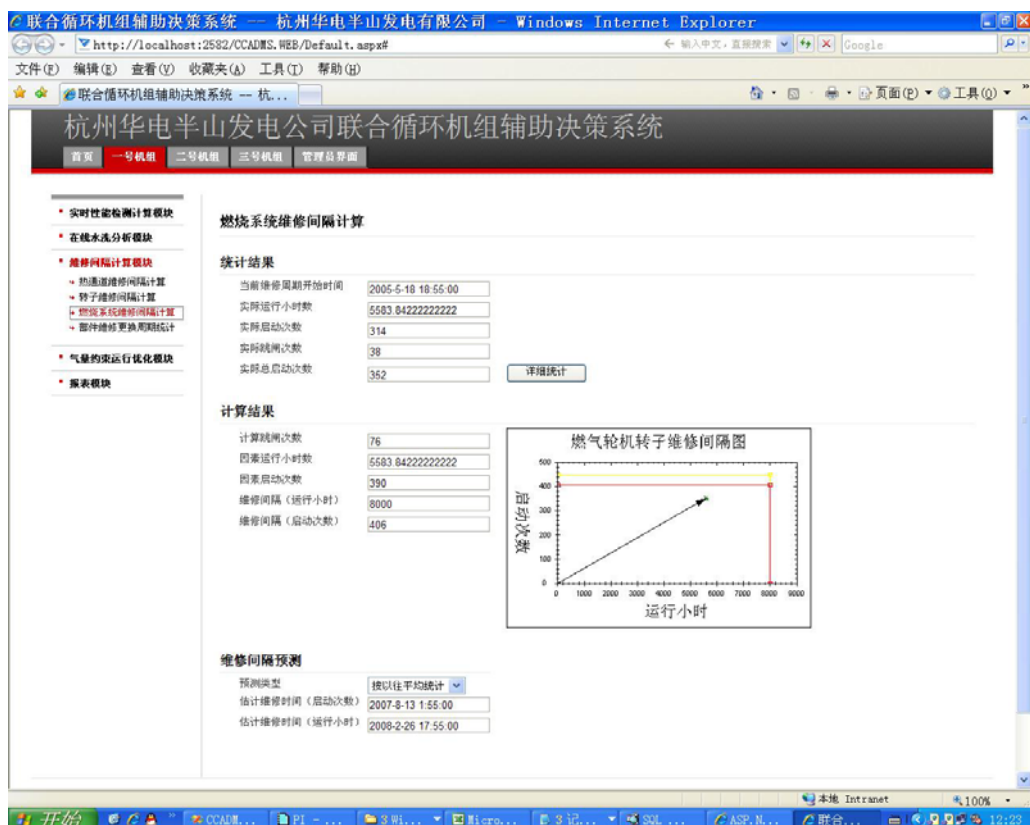 联合循环机组辅助决策系统 —— 杭州华电半山发电有限公司 - Windows Internet Explorer
http://localhost:2582/CCADMS.WEB/Default.aspx#
输入中文，直接搜索
Google
文件(F) 编辑(E) 查看(V) 收藏夹(A) 工具(T) 帮助(H)
联合循环机组辅助决策系统 —— 杭...
页面(P) 工具(O)
杭州华电半山发电公司联合循环机组辅助决策系统
首页 一号机组 二号机组 三号机组 管理员界面
实时性能检测计算模块
在线水洗分析模块
维修间隔计算模块
热通道维修间隔计算
转子维修间隔计算
燃烧系统维修间隔计算
部件维修更换周期统计
气量约束运行优化模块
报表模块
燃烧系统维修间隔计算
统计结果
当前维修周期开始时间 2005-5-18 18:55:00
实际运行小时数 5583.84222222222
实际启动次数 314
实际跳闸次数 38
实际总启动次数 352 详细统计
计算结果
计算跳闸次数 76
因素运行小时数 5583.84222222222
因素启动次数 390
维修间隔（运行小时） 8000
维修间隔（启动次数） 406
燃气轮机转子维修间隔图
启动次数
500
400
300
200
100
0
0 1000 2000 3000 4000 5000 6000 7000 8000 9000
运行小时
维修间隔预测
预测类型 按以往平均统计
估计维修时间（启动次数） 2007-8-13 1:55:00
估计维修时间（运行小时） 2008-2-26 17:55:00
本地 Intranet 100%
开始 CCADM... PI - ... 3 Wi... Micro... 3 记... SQL ... ASP.N... 联合... 12:23